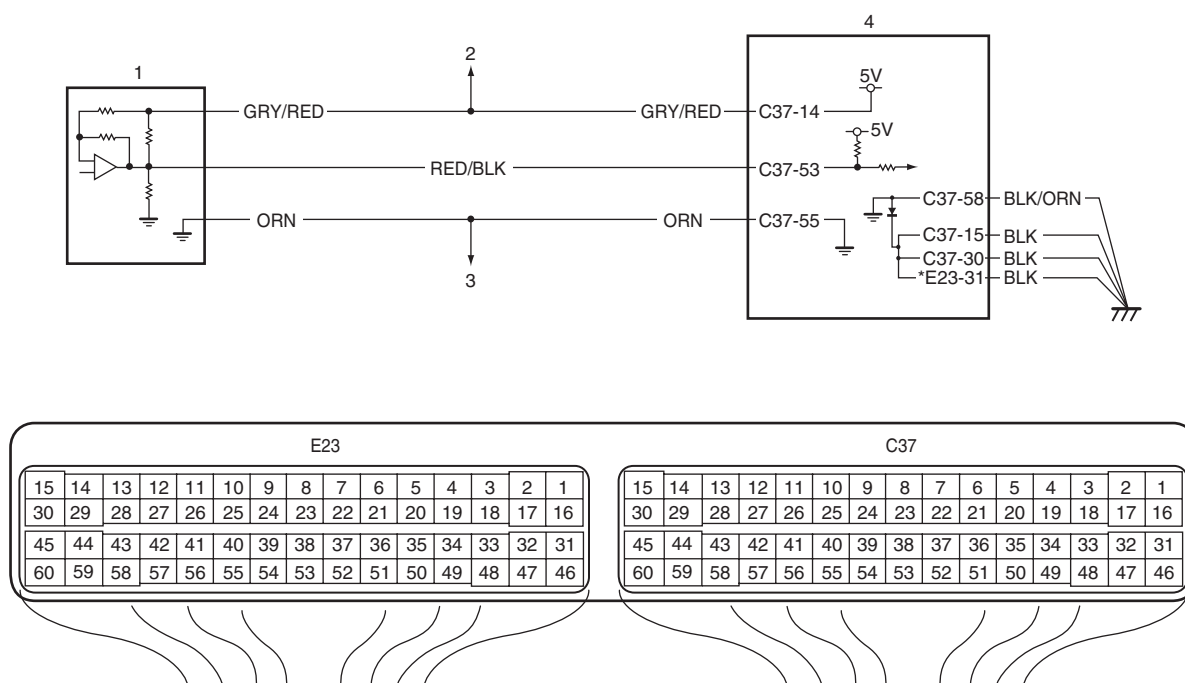 4
1
2
5V
GRY/RED
GRY/RED
C37-14
5V
RED/BLK
C37-53
C37-58
BLK/ORN
ORN
ORN
C37-55
C37-15
BLK
C37-30
BLK
*E23-31
BLK
3
E23
C37
15 14 13 12 11 10 9 8 7 6 5 4 3 2 1
15 14 13 12 11 10 9 8 7 6 5 4 3 2 1
30 29 28 27 26 25 24 23 22 21 20 19 18 17 16
30 29 28 27 26 25 24 23 22 21 20 19 18 17 16
45 44 43 42 41 40 39 38 37 36 35 34 33 32 31
45 44 43 42 41 40 39 38 37 36 35 34 33 32 31
60 59 58 57 56 55 54 53 52 51 50 49 48 47 46
60 59 58 57 56 55 54 53 52 51 50 49 48 47 46